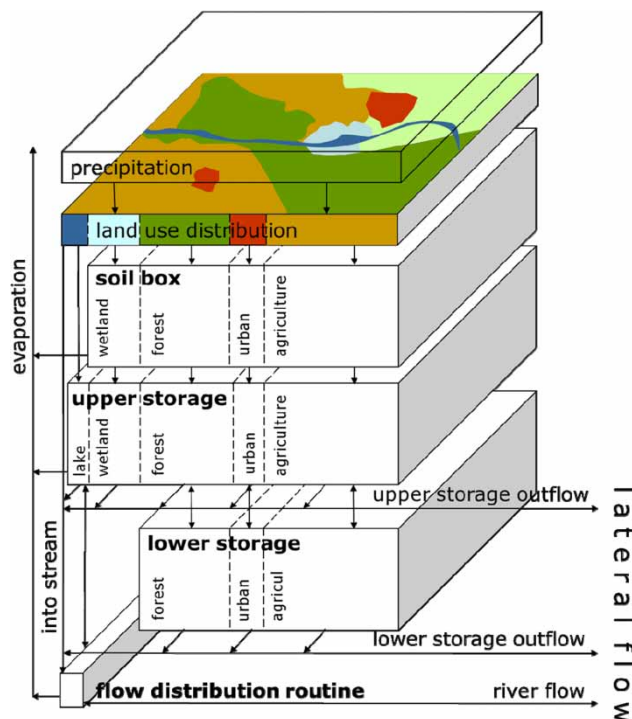 precipitation
land use distribution
soil box
wetland
forest
urban
agriculture
evaporation
upper storage
lake
wetland
forest
urban
agriculture
upper storage outflow
lower storage
forest
urban
agricul
into stream
lower storage outflow
flow distribution routine
river flow
lateral flow